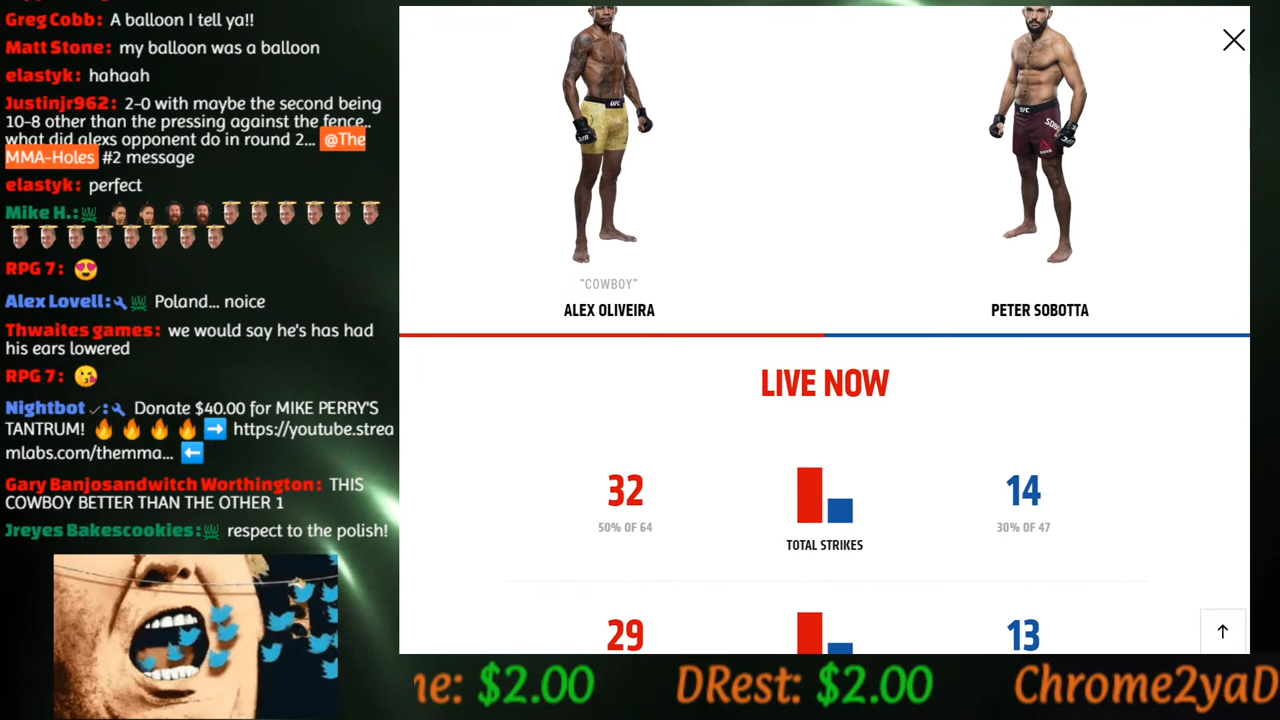 Greg Cobb: A balloon I tell ya!!
Matt Stone: my balloon was a balloon
elastyk: hahaah
Justinjr962: 2-0 with maybe the second being
10-8 other than the pressing against the fence..
what did alexs opponent do in round 2... @The
MMA-Holes #2 message
elastyk: perfect
Mike H.:
RPG 7: 😍
Alex Lovell: Poland... noice
Thwaites games: we would say he's has had
his ears lowered
RPG 7: 😘
Nightbot ✓: Donate $40.00 for MIKE PERRY'S
TANTRUM! 🔥 🔥 🔥 🔥 ➡️ https://youtube.strea
mlabs.com/themma... ⬅️
Gary Banjosandwitch Worthington: THIS
COWBOY BETTER THAN THE OTHER 1
Jreyes Bakescookies: respect to the polish!
UFC
UFC
SOBO
"COWBOY"
ALEX OLIVEIRA
PETER SOBOTTA
LIVE NOW
32
14
50% OF 64
30% OF 47
TOTAL STRIKES
29
13
ne: $2.00 DRest: $2.00 Chrome2yaD